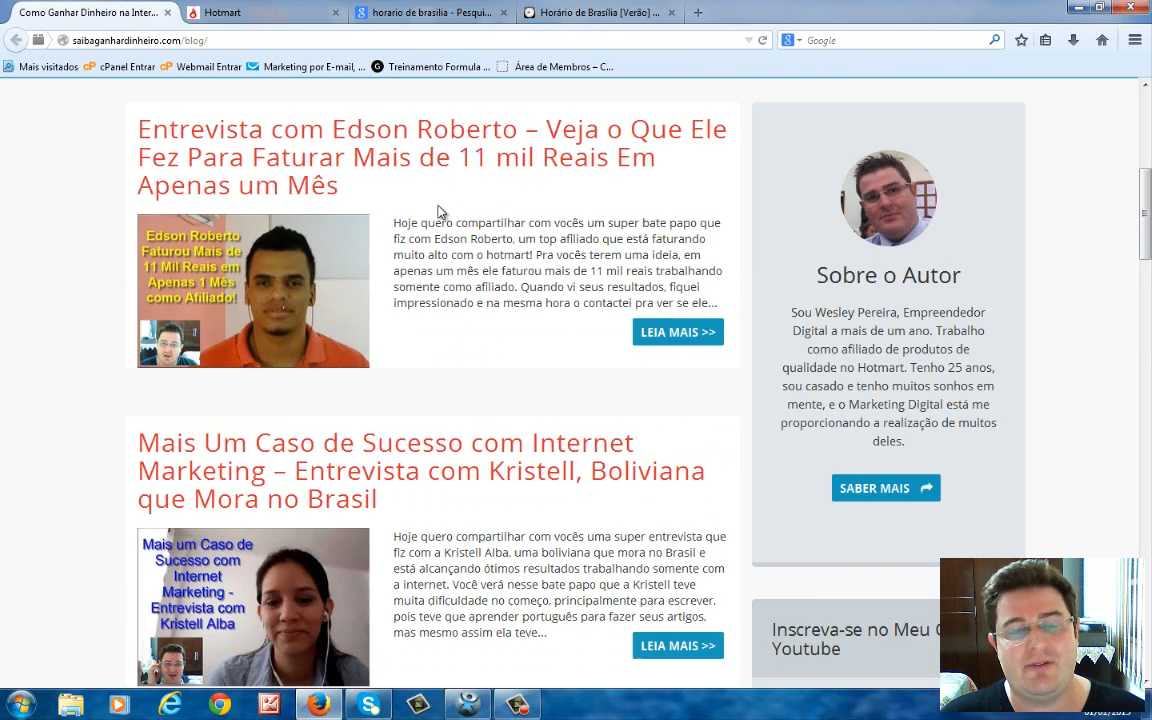 Como Ganhar Dinheiro na Inter...
Hotmart
horario de brasilia - Pesqui...
Horário de Brasília [Verão] ...
saibaganhardinheiro.com/blog/
Google
Mais visitados
cPanel Entrar
Webmail Entrar
Marketing por E-mail, ...
Treinamento Formula ...
Área de Membros – C...
Entrevista com Edson Roberto – Veja o Que Ele
Fez Para Faturar Mais de 11 mil Reais Em
Apenas um Mês
Edson Roberto
Faturou Mais de
11 Mil Reais em
Apenas 1 Mês
como Afiliado!
Hoje quero compartilhar com vocês um super bate papo que
fiz com Edson Roberto, um top afiliado que está faturando
muito alto com o hotmart! Pra vocês terem uma ideia, em
apenas um mês ele faturou mais de 11 mil reais trabalhando
somente como afiliado. Quando vi seus resultados, fiquei
impressionado e na mesma hora o contactei pra ver se ele...
LEIA MAIS >>
Mais Um Caso de Sucesso com Internet
Marketing – Entrevista com Kristell, Boliviana
que Mora no Brasil
Mais um Caso de
Sucesso com
Internet
Marketing -
Entrevista com
Kristell Alba
Hoje quero compartilhar com vocês uma super entrevista que
fiz com a Kristell Alba, uma boliviana que mora no Brasil e
está alcançando ótimos resultados trabalhando somente com
a internet. Você verá nesse bate papo que a Kristell teve
muita dificuldade no começo, principalmente para escrever,
pois teve que aprender português para fazer seus artigos,
mas mesmo assim ela teve...
LEIA MAIS >>
Sobre o Autor
Sou Wesley Pereira, Empreendedor
Digital a mais de um ano. Trabalho
como afiliado de produtos de
qualidade no Hotmart. Tenho 25 anos,
sou casado e tenho muitos sonhos em
mente, e o Marketing Digital está me
proporcionando a realização de muitos
deles.
SABER MAIS
Inscreva-se no Meu
Youtube